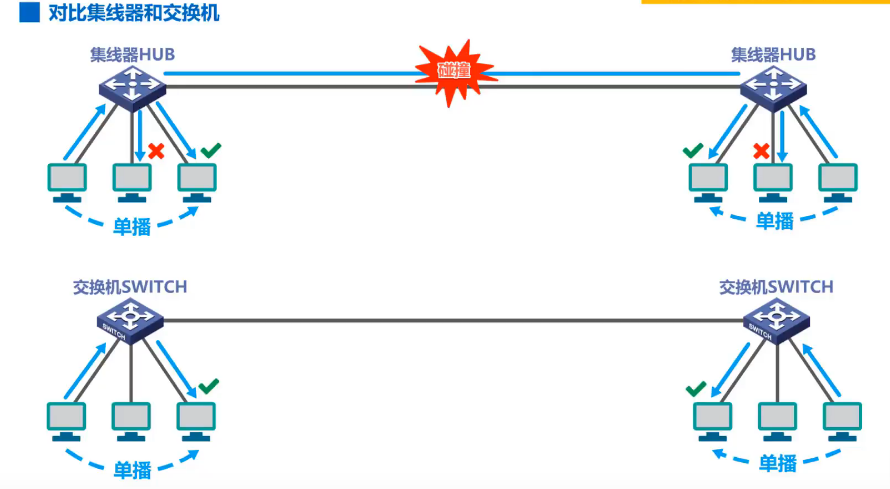 对比集线器和交换机
集线器HUB
集线器HUB
碰撞
单播
单播
交换机SWITCH
交换机SWITCH
SWITCH
SWITCH
单播
单播